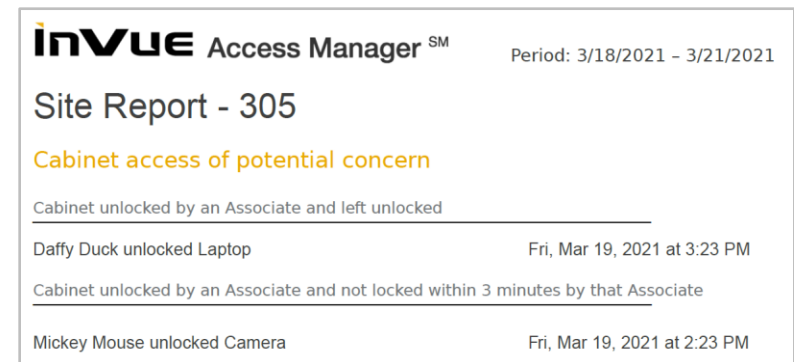 inVue Access Manager SM
Period: 3/18/2021 – 3/21/2021
Site Report - 305
Cabinet access of potential concern
Cabinet unlocked by an Associate and left unlocked
Daffy Duck unlocked Laptop Fri, Mar 19, 2021 at 3:23 PM
Cabinet unlocked by an Associate and not locked within 3 minutes by that Associate
Mickey Mouse unlocked Camera Fri, Mar 19, 2021 at 2:23 PM